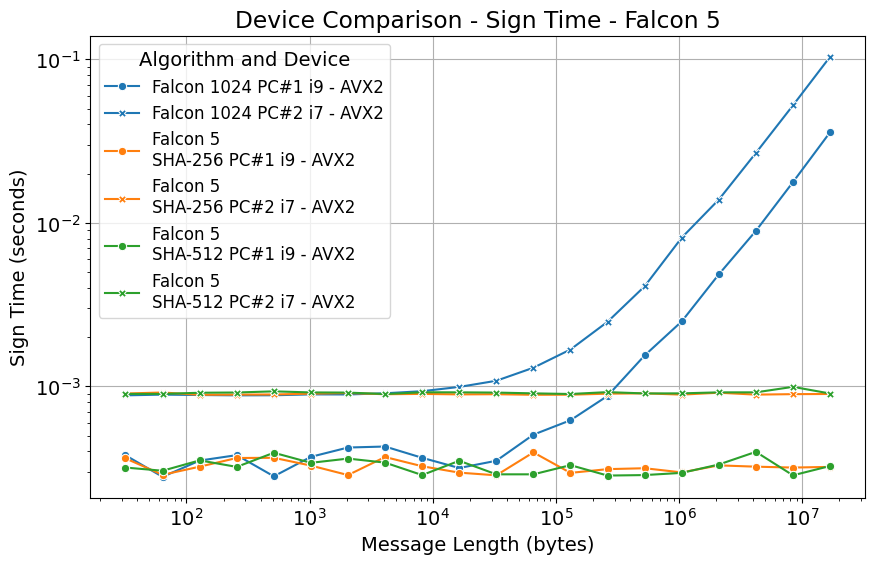 Device Comparison - Sign Time - Falcon 5
Algorithm and Device
Falcon 1024 PC#1 i9 - AVX2
Falcon 1024 PC#2 i7 - AVX2
Falcon 5
SHA-256 PC#1 i9 - AVX2
Falcon 5
SHA-256 PC#2 i7 - AVX2
Falcon 5
SHA-512 PC#1 i9 - AVX2
Falcon 5
SHA-512 PC#2 i7 - AVX2
Sign Time (seconds)
10⁻¹
10⁻²
10⁻³
10² 10³ 10⁴ 10⁵ 10⁶ 10⁷
Message Length (bytes)